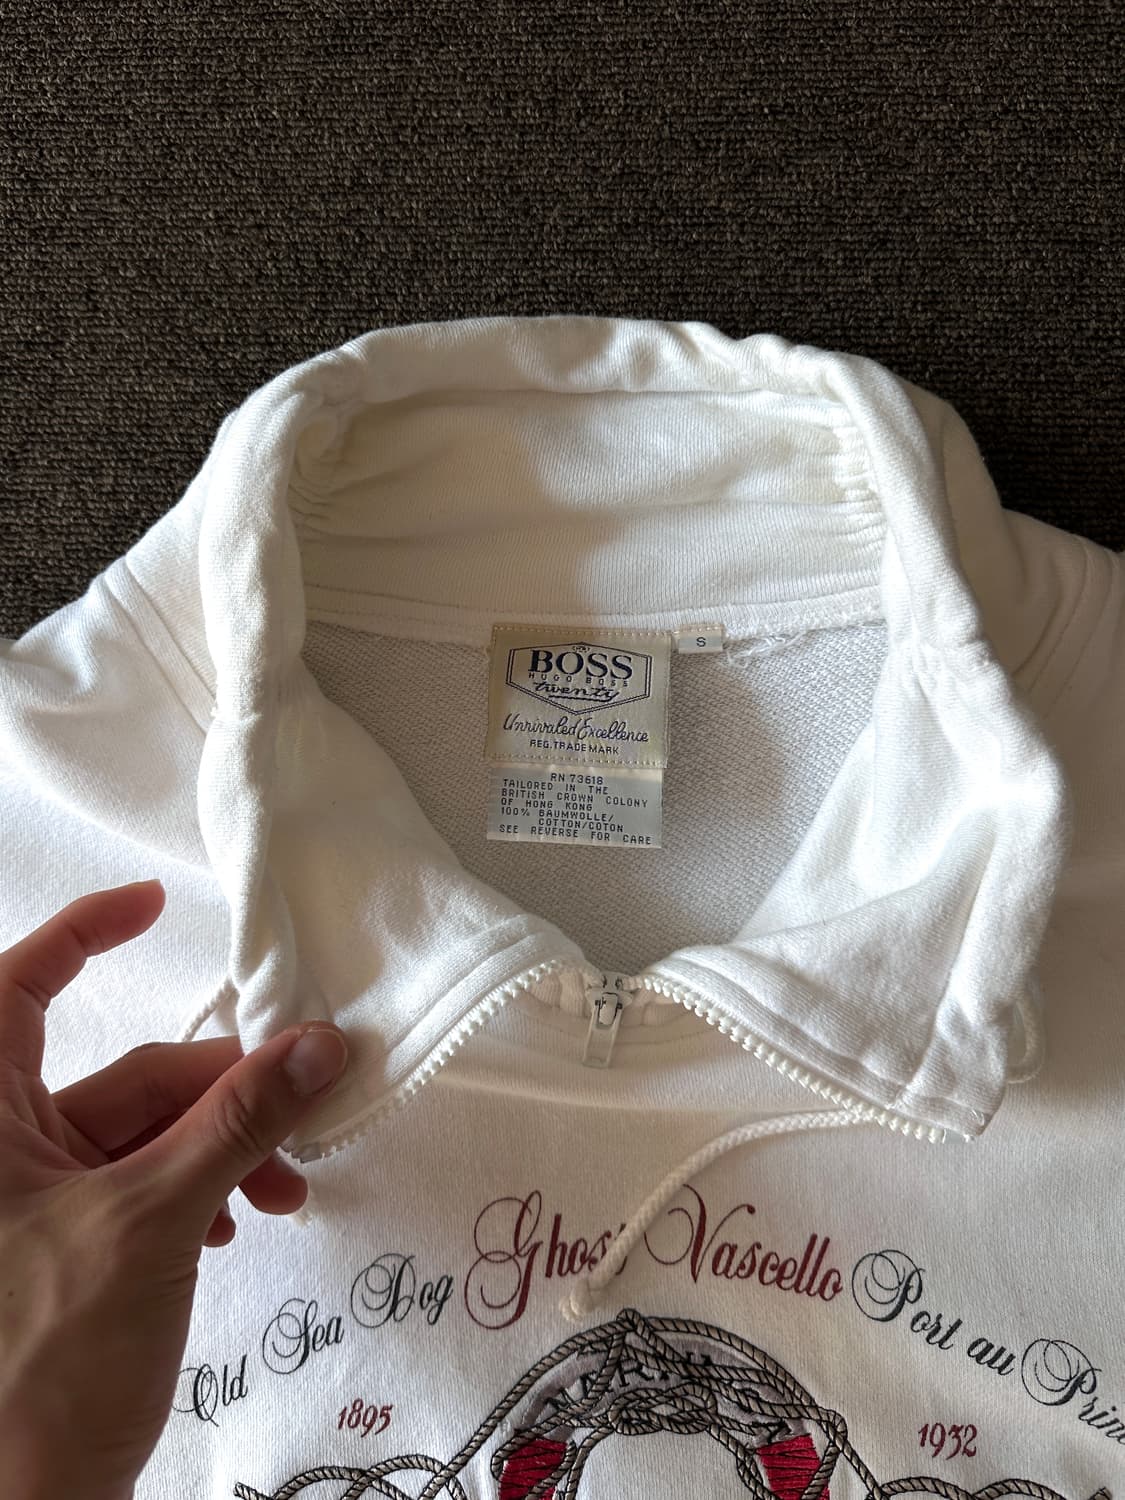 BOSS
HUGO BOSS
twenty
Unrivaled Excellence
REG. TRADE MARK
S
RN 73618
TAILORED IN THE
BRITISH CROWN COLONY
OF HONG KONG
100% BAUMWOLLE/
COTTON/COTON
SEE REVERSE FOR CARE
Old Sea Dog Vascello Port au
1895
1932